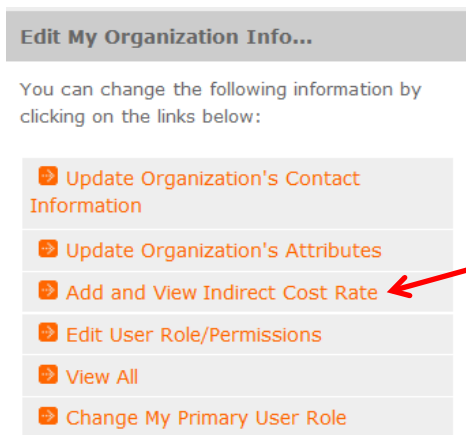 Edit My Organization Info...
You can change the following information by
clicking on the links below:
Update Organization's Contact
Information
Update Organization's Attributes
Add and View Indirect Cost Rate
Edit User Role/Permissions
View All
Change My Primary User Role